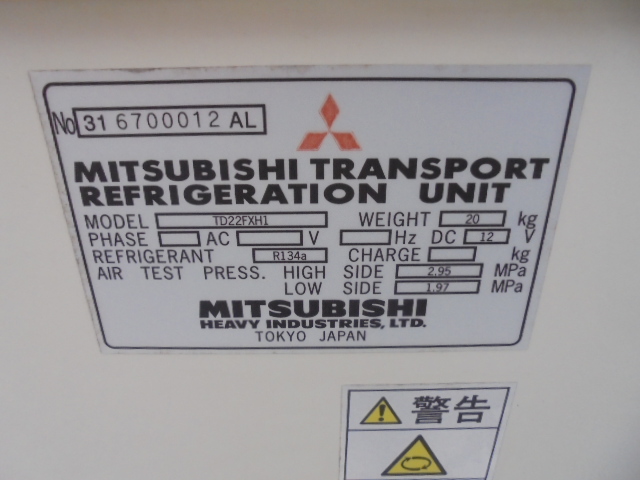 No 31 6700012 AL
MITSUBISHI TRANSPORT
REFRIGERATION UNIT
MODEL TD22FXH1 WEIGHT 20 kg
PHASE AC V Hz DC 12 V
REFRIGERANT R134a CHARGE kg
AIR TEST PRESS. HIGH SIDE 2.95 MPa
LOW SIDE 1.97 MPa
MITSUBISHI
HEAVY INDUSTRIES, LTD.
TOKYO JAPAN
警告